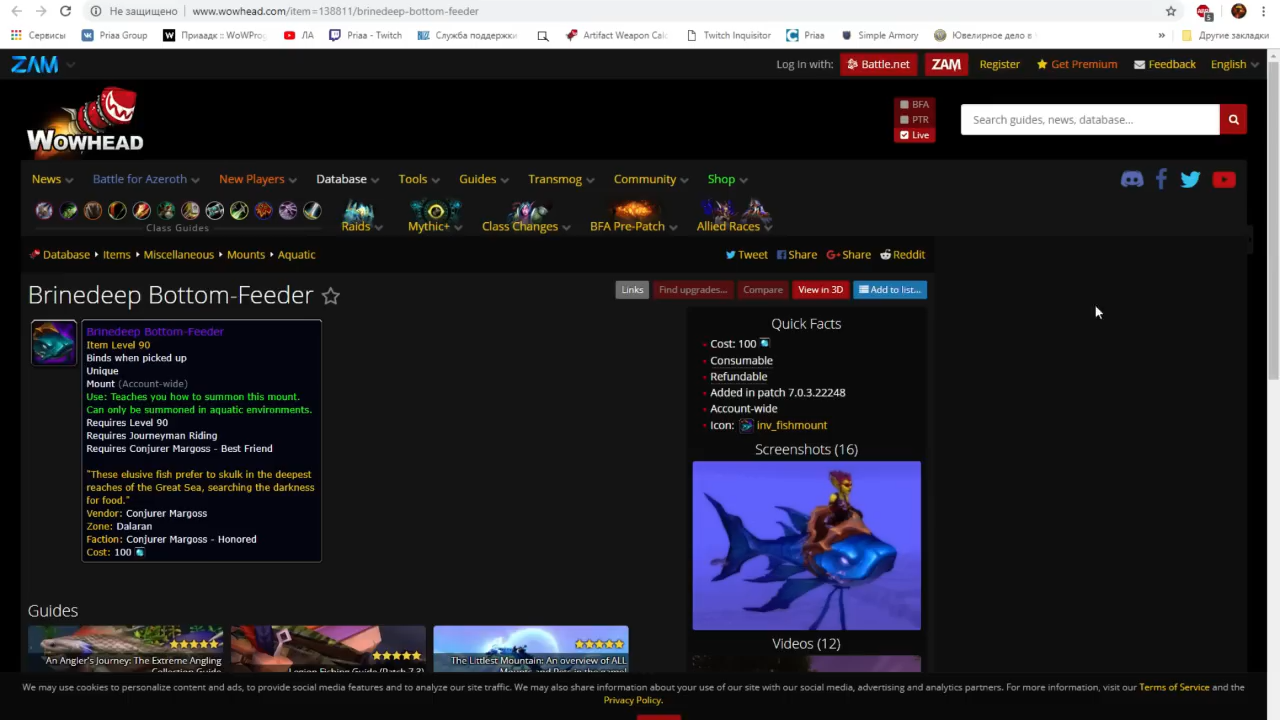 Не защищено | www.wowhead.com/item=138811/brinedeep-bottom-feeder
5
Сервисы Priaa Group Приаадк :: WoWProg ЛА Priaa - Twitch Служба поддержки Artifact Weapon Calc Twitch Inquisitor Priaa Simple Armory Ювелирное дело в » Другие закладки
ZAM Log In with: Battle.net ZAM Register Get Premium Feedback English
WOWHEAD
BFA
PTR
Live
Search guides, news, database...
News Battle for Azeroth New Players Database Tools Guides Transmog Community Shop
Class Guides Raids Mythic+ Class Changes BFA Pre-Patch Allied Races
Database Items Miscellaneous Mounts Aquatic
Tweet Share Share Reddit
Brinedeep Bottom-Feeder
Links Find upgrades... Compare View in 3D Add to list...
Brinedeep Bottom-Feeder
Item Level 90
Binds when picked up
Unique
Mount (Account-wide)
Use: Teaches you how to summon this mount.
Can only be summoned in aquatic environments.
Requires Level 90
Requires Journeyman Riding
Requires Conjurer Margoss - Best Friend
"These elusive fish prefer to skulk in the deepest
reaches of the Great Sea, searching the darkness
for food."
Vendor: Conjurer Margoss
Zone: Dalaran
Faction: Conjurer Margoss - Honored
Cost: 100
Quick Facts
Cost: 100
Consumable
Refundable
Added in patch 7.0.3.22248
Account-wide
Icon: inv_fishmount
Screenshots (16)
Videos (12)
Guides
An Angler's Journey: The Extreme Angling
Legion Fishing Guide (Patch 7.3)
The Littlest Mountain: An overview of ALL
We may use cookies to personalize content and ads, to provide social media features and to analyze our site traffic. We may also share information about your use of our site with our social media, advertising and analytics partners. For more information, visit our Terms of Service and the
Privacy Policy.